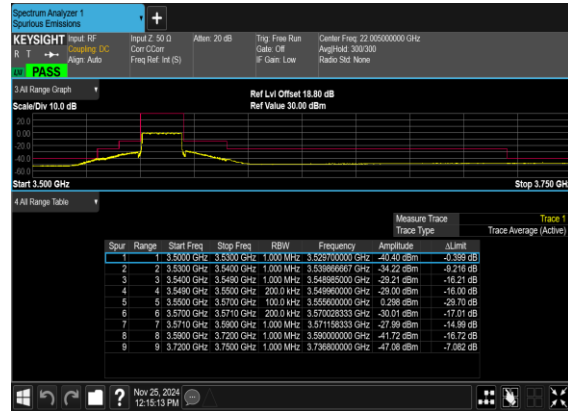 Spectrum Analyzer 1
Spurious Emissions
+
KEYSIGHT Input: RF Input Z: 50 Ω Atten: 20 dB Trig: Free Run Center Freq: 22.005000000 GHz
R T Coupling: DC Corr CCorr Gate: Off Avg|Hold: 300/300
Align: Auto Freq Ref: Int (S) IF Gain: Low Radio Std: None
PASS
3 All Range Graph
Ref Lvl Offset 18.80 dB
Scale/Div 10.0 dB Ref Value 30.00 dBm
20.0
0.00
-20.0
-40.0
-60.0
Start 3.500 GHz Stop 3.750 GH
4 All Range Table
Measure Trace Trace 1
Trace Type Trace Average (Active)
Spur Range Start Freq Stop Freq RBW Frequency Amplitude ΔLimit
1 1 3.5000 GHz 3.5300 GHz 1.000 MHz 3.529700000 GHz -40.40 dBm -0.399 dB
2 2 3.5300 GHz 3.5400 GHz 1.000 MHz 3.539866667 GHz -34.22 dBm -9.216 dB
3 3 3.5400 GHz 3.5490 GHz 1.000 MHz 3.548985000 GHz -29.21 dBm -16.21 dB
4 4 3.5490 GHz 3.5500 GHz 200.0 kHz 3.549960000 GHz -29.00 dBm -16.00 dB
5 5 3.5500 GHz 3.5700 GHz 100.0 kHz 3.555600000 GHz 0.298 dBm -29.70 dB
6 6 3.5700 GHz 3.5710 GHz 200.0 kHz 3.570028333 GHz -30.01 dBm -17.01 dB
7 7 3.5710 GHz 3.5900 GHz 1.000 MHz 3.571158333 GHz -27.99 dBm -14.99 dB
8 8 3.5900 GHz 3.7200 GHz 1.000 MHz 3.590000000 GHz -41.72 dBm -16.72 dB
9 9 3.7200 GHz 3.7500 GHz 1.000 MHz 3.736800000 GHz -47.08 dBm -7.082 dB
? Nov 25, 2024
12:15:13 PM